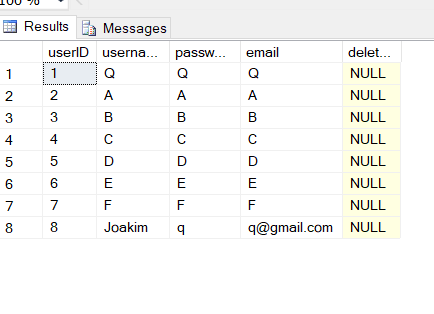 100 %
Results Messages
userID userna... passw... email delet...
1 1 Q Q Q NULL
2 2 A A A NULL
3 3 B B B NULL
4 4 C C C NULL
5 5 D D D NULL
6 6 E E E NULL
7 7 F F F NULL
8 8 Joakim q q@gmail.com NULL